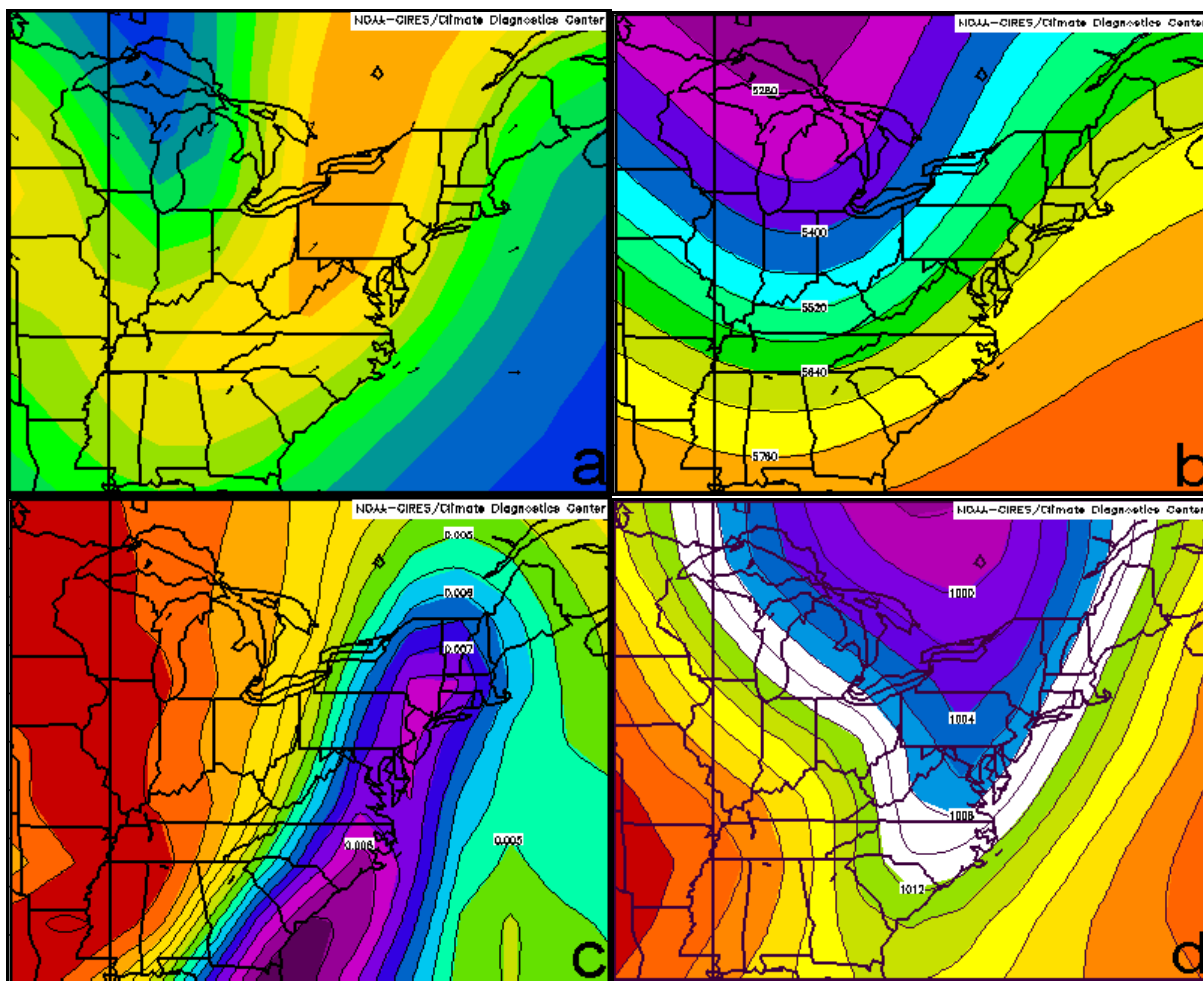 NOAA-CIRES/Climate Diagnostics Center
a
NOAA-CIRES/Climate Diagnostics Center
5280
5400
5520
5640
5760
b
NOAA-CIRES/Climate Diagnostics Center
0.005
0.006
0.007
0.008
0.005
c
NOAA-CIRES/Climate Diagnostics Center
1000
1004
1008
1012
d